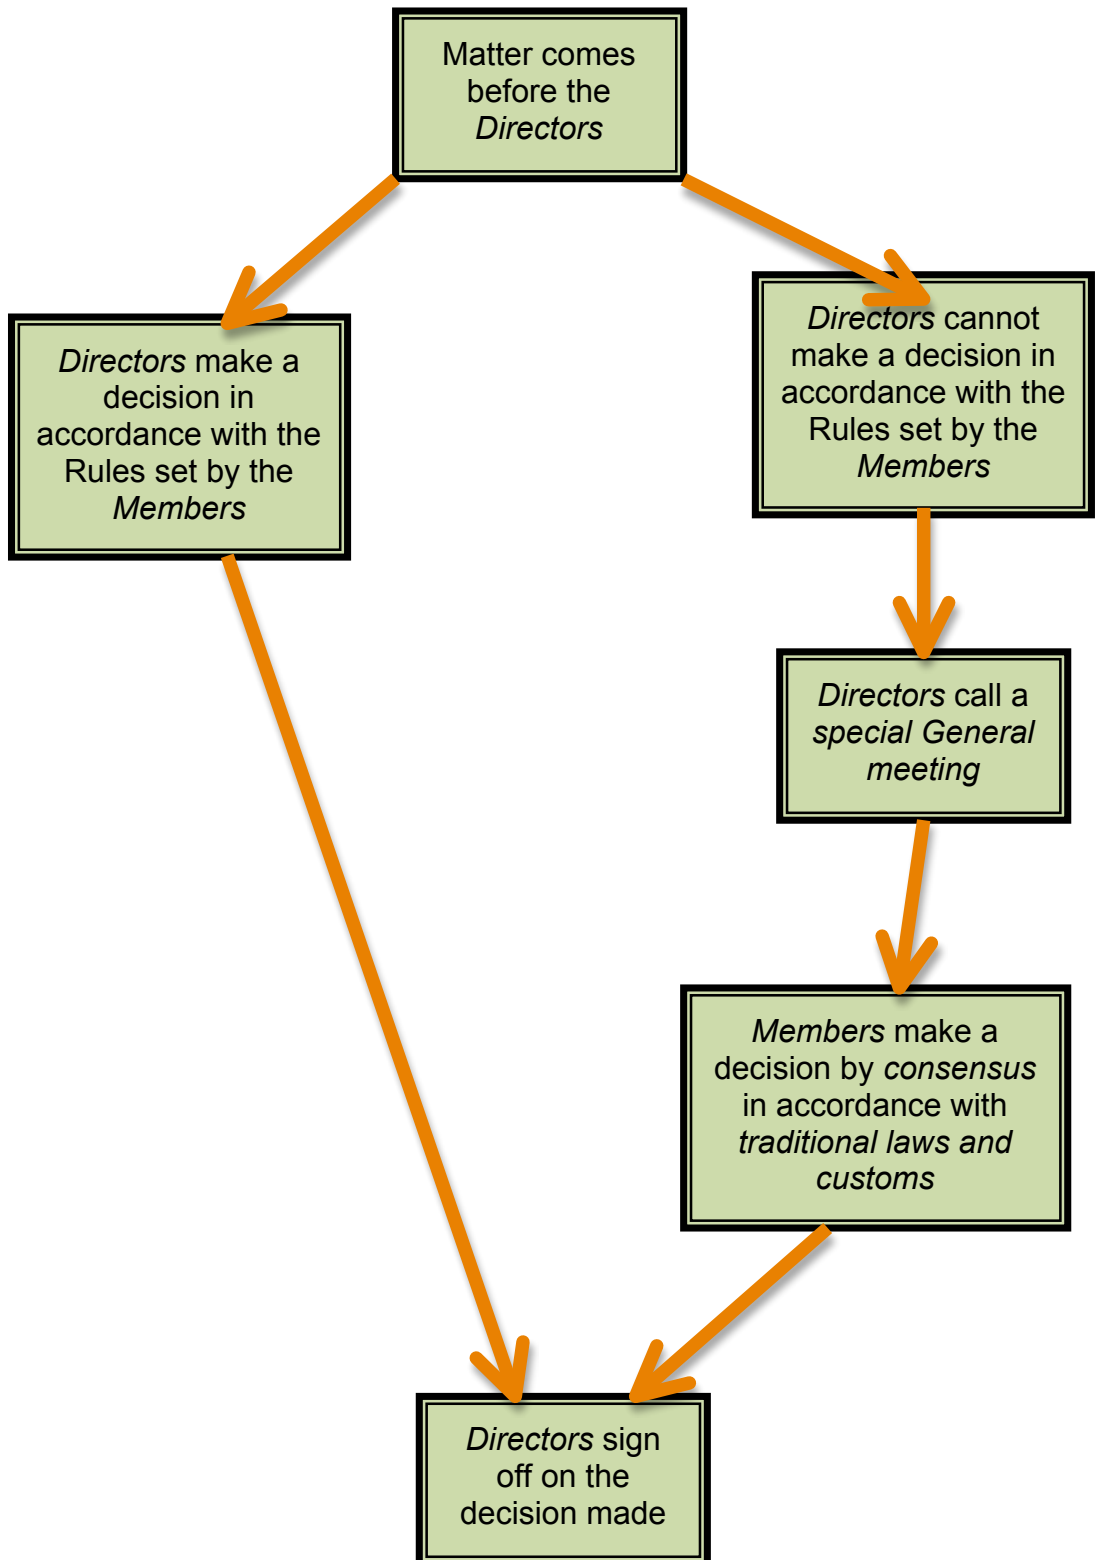 Matter comes
before the
Directors
Directors make a
decision in
accordance with the
Rules set by the
Members
Directors cannot
make a decision in
accordance with the
Rules set by the
Members
Directors call a
special General
meeting
Members make a
decision by consensus
in accordance with
traditional laws and
customs
Directors sign
off on the
decision made